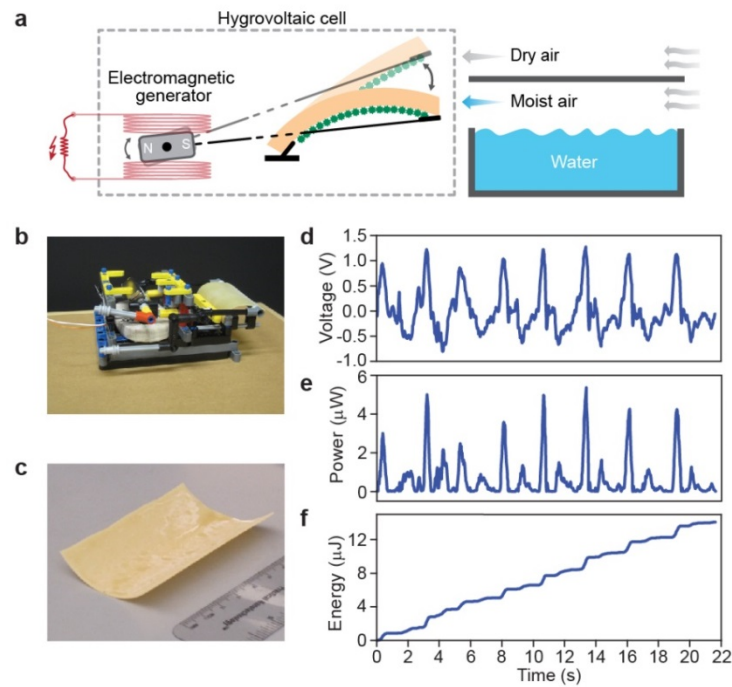 a
Hygrovoltaic cell
Electromagnetic
generator
N
S
Dry air
Moist air
Water
b
c
d
Voltage (V)
1.5
1.0
0.5
0.0
-0.5
-1.0
e
Power (µW)
6
4
2
0
f
Energy (µJ)
12
8
4
0
0 2 4 6 8 10 12 14 16 18 20 22
Time (s)